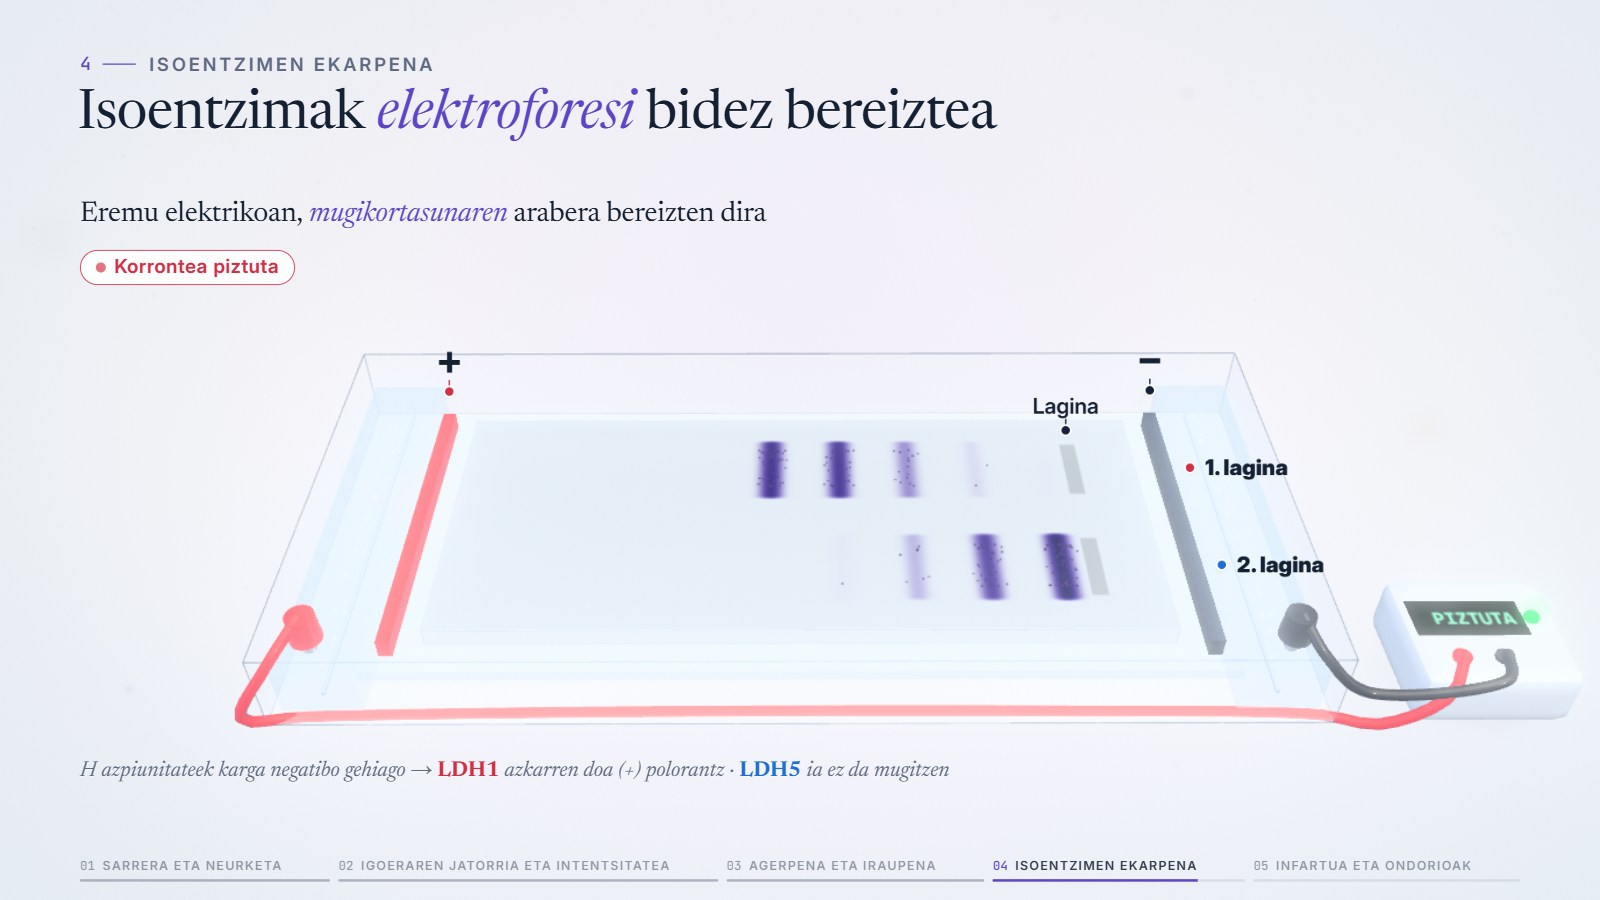 4 — ISOENTZIMEN EKARPENA
Isoentzimak elektroforesi bidez bereiztea
Eremu elektrikoan, mugikortasunaren arabera bereizten dira
Korrontea piztuta
+
−
Lagina
1. lagina
2. lagina
PIZTUTA
H azpiunitateek karga negatibo gehiago → LDH1 azkarren doa (+) polorantz · LDH5 ia ez da mugitzen
01 SARRERA ETA NEURKETA
02 IGOERAREN JATORRIA ETA INTENTSITATEA
03 AGERPENA ETA IRAUPENA
04 ISOENTZIMEN EKARPENA
05 INFARTUA ETA ONDORIOAK